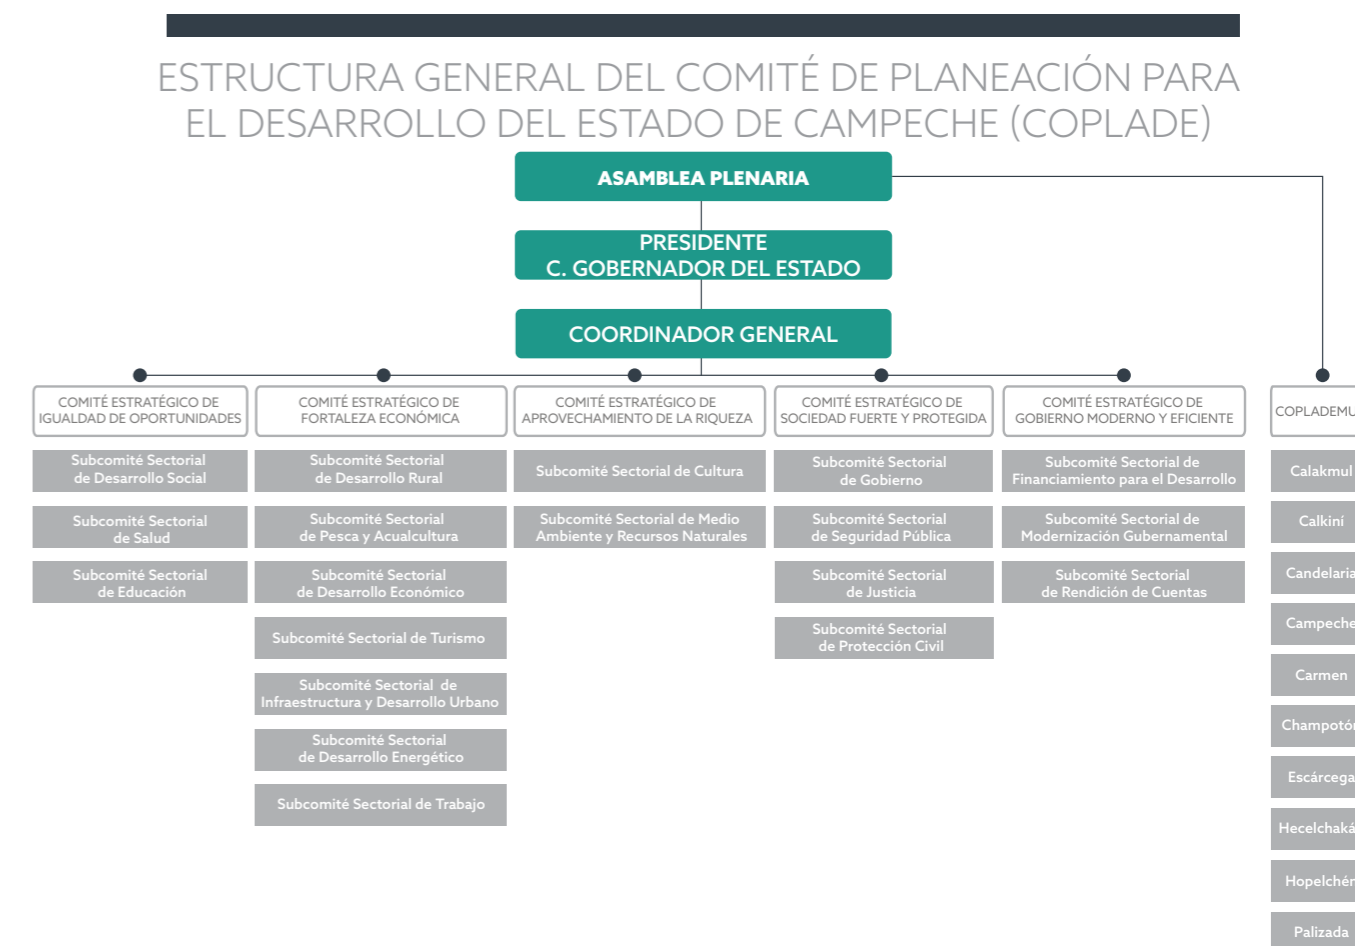 ESTRUCTURA GENERAL DEL COMITÉ DE PLANEACIÓN PARA
EL DESARROLLO DEL ESTADO DE CAMPECHE (COPLADE)
ASAMBLEA PLENARIA
PRESIDENTE
C. GOBERNADOR DEL ESTADO
COORDINADOR GENERAL
COMITÉ ESTRATÉGICO DE
IGUALDAD DE OPORTUNIDADES
Subcomité Sectorial
de Desarrollo Social
Subcomité Sectorial
de Salud
Subcomité Sectorial
de Educación
COMITÉ ESTRATÉGICO DE
FORTALEZA ECONÓMICA
Subcomité Sectorial
de Desarrollo Rural
Subcomité Sectorial
de Pesca y Acualcultura
Subcomité Sectorial
de Desarrollo Económico
Subcomité Sectorial de Turismo
Subcomité Sectorial de
Infraestructura y Desarrollo Urbano
Subcomité Sectorial
de Desarrollo Energético
Subcomité Sectorial de Trabajo
COMITÉ ESTRATÉGICO DE
APROVECHAMIENTO DE LA RIQUEZA
Subcomité Sectorial de Cultura
Subcomité Sectorial de Medio
Ambiente y Recursos Naturales
COMITÉ ESTRATÉGICO DE
SOCIEDAD FUERTE Y PROTEGIDA
Subcomité Sectorial
de Gobierno
Subcomité Sectorial
de Seguridad Pública
Subcomité Sectorial
de Justicia
Subcomité Sectorial
de Protección Civil
COMITÉ ESTRATÉGICO DE
GOBIERNO MODERNO Y EFICIENTE
Subcomité Sectorial de
Financiamiento para el Desarrollo
Subcomité Sectorial de
Modernización Gubernamental
Subcomité Sectorial
de Rendición de Cuentas
COPLADEMU
Calakmul
Calkiní
Candelaria
Campeche
Carmen
Champotón
Escárcega
Hecelchaká
Hopelchén
Palizada